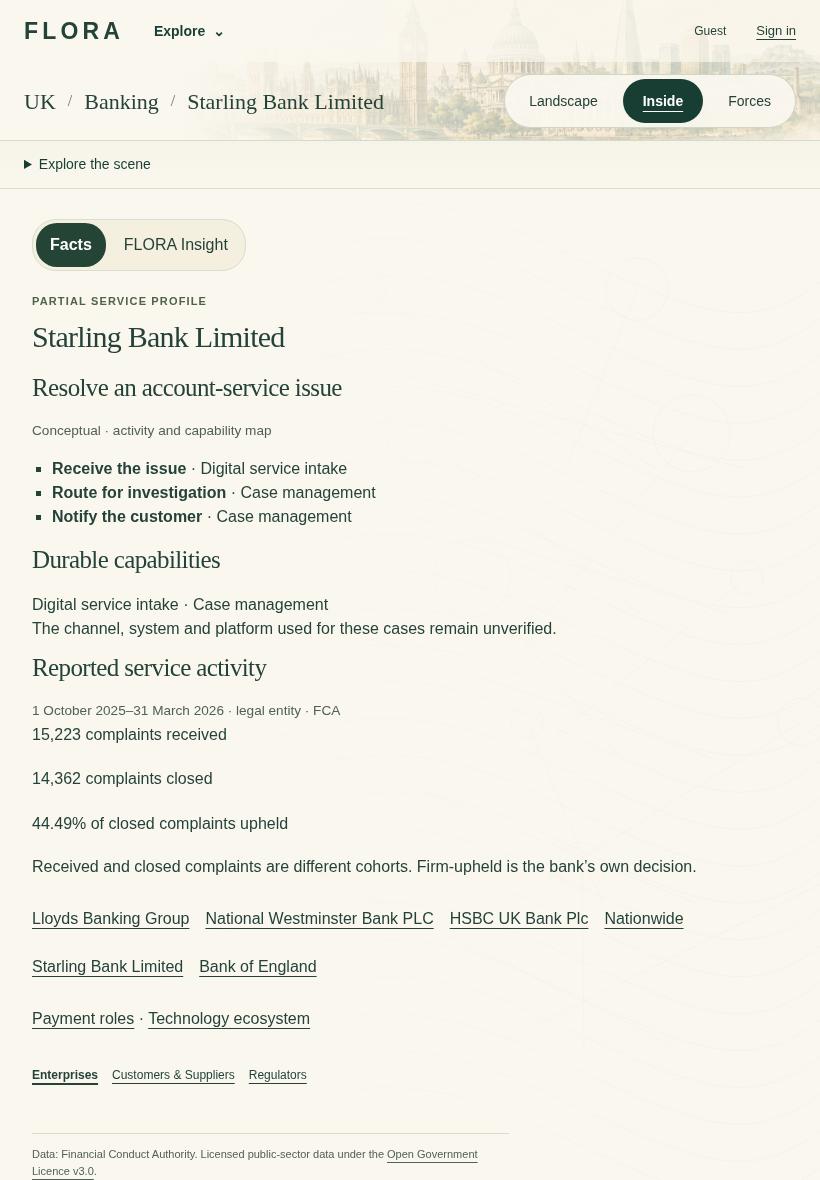 FLORA
Explore
Guest
Sign in
UK / Banking / Starling Bank Limited
Landscape
Inside
Forces
Explore the scene
Facts
FLORA Insight
PARTIAL SERVICE PROFILE
Starling Bank Limited
Resolve an account-service issue
Conceptual · activity and capability map
Receive the issue · Digital service intake
Route for investigation · Case management
Notify the customer · Case management
Durable capabilities
Digital service intake · Case management
The channel, system and platform used for these cases remain unverified.
Reported service activity
1 October 2025–31 March 2026 · legal entity · FCA
15,223 complaints received
14,362 complaints closed
44.49% of closed complaints upheld
Received and closed complaints are different cohorts. Firm-upheld is the bank’s own decision.
Lloyds Banking Group National Westminster Bank PLC HSBC UK Bank Plc Nationwide
Starling Bank Limited Bank of England
Payment roles · Technology ecosystem
Enterprises Customers & Suppliers Regulators
Data: Financial Conduct Authority. Licensed public-sector data under the Open Government
Licence v3.0.